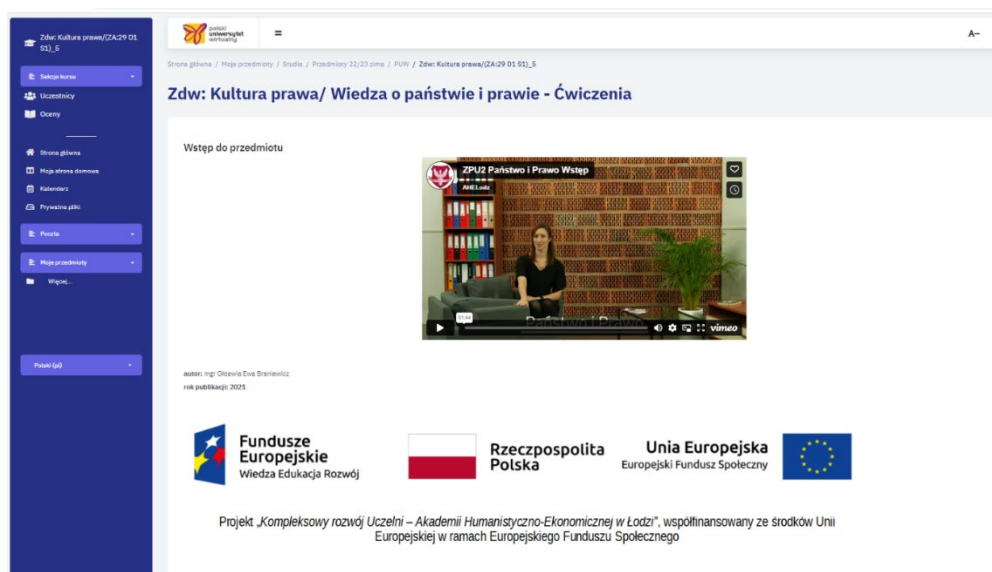 Zdw: Kultura prawa/(ZA:29 01
S1)_5
Sekcja kursu
Uczestnicy
Oceny
Strona główna
Moja strona domowa
Kalendarz
Prywatne pliki
Poczta
Moje przedmioty
Więcej...
Polski (pl)
polski
uniwersytet
wirtualny
A-
Strona główna / Moje przedmioty / Studia / Przedmioty 22/23 zima / PUW / Zdw: Kultura prawa/(ZA:29 01 S1)_5
Zdw: Kultura prawa/ Wiedza o państwie i prawie - Ćwiczenia
Wstęp do przedmiotu
ZPU2 Państwo i Prawo Wstęp
AHELodz
Państwo i Prawo
01:44
vimeo
autor: mgr Ewa Braniewicz
rok publikacji: 2021
Fundusze
Europejskie
Wiedza Edukacja Rozwój
Rzeczpospolita
Polska
Unia Europejska
Europejski Fundusz Społeczny
Projekt „Kompleksowy rozwój Uczelni – Akademii Humanistyczno-Ekonomicznej w Łodzi", współfinansowany ze środków Unii
Europejskiej w ramach Europejskiego Funduszu Społecznego